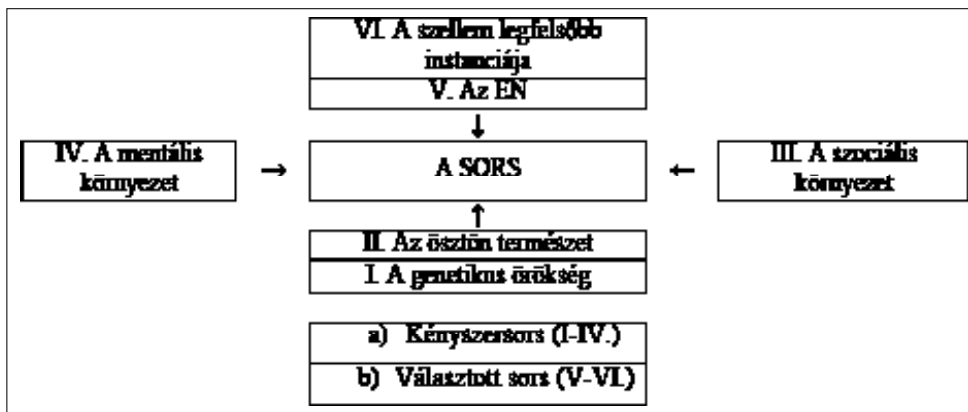 VI. A szellem legfelsőbb
instanciája
V. Az EN
↓
IV. A mentális
környezet
→
A SORS
←
III. A szociális
környezet
↑
II. Az ösztön természet
I. A genetikus örökség
a) Kényszersors (I-IV.)
b) Választott sors (V-VI.)